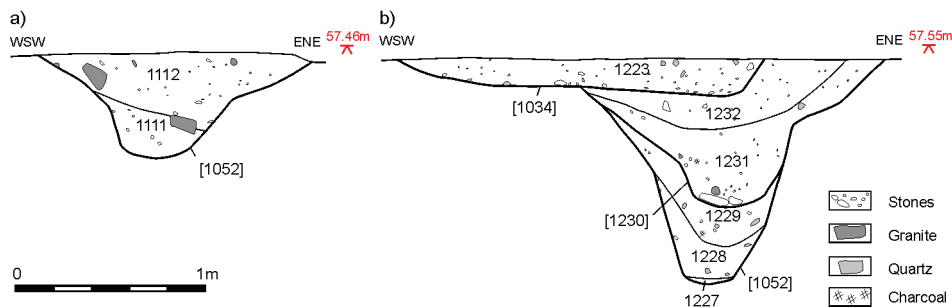 a)
WSW
ENE
57.46m
1112
1111
[1052]
0
1m
b)
WSW
ENE
57.55m
1223
[1034]
1232
1231
[1230]
1229
1228
[1052]
1227
Stones
Granite
Quartz
Charcoal